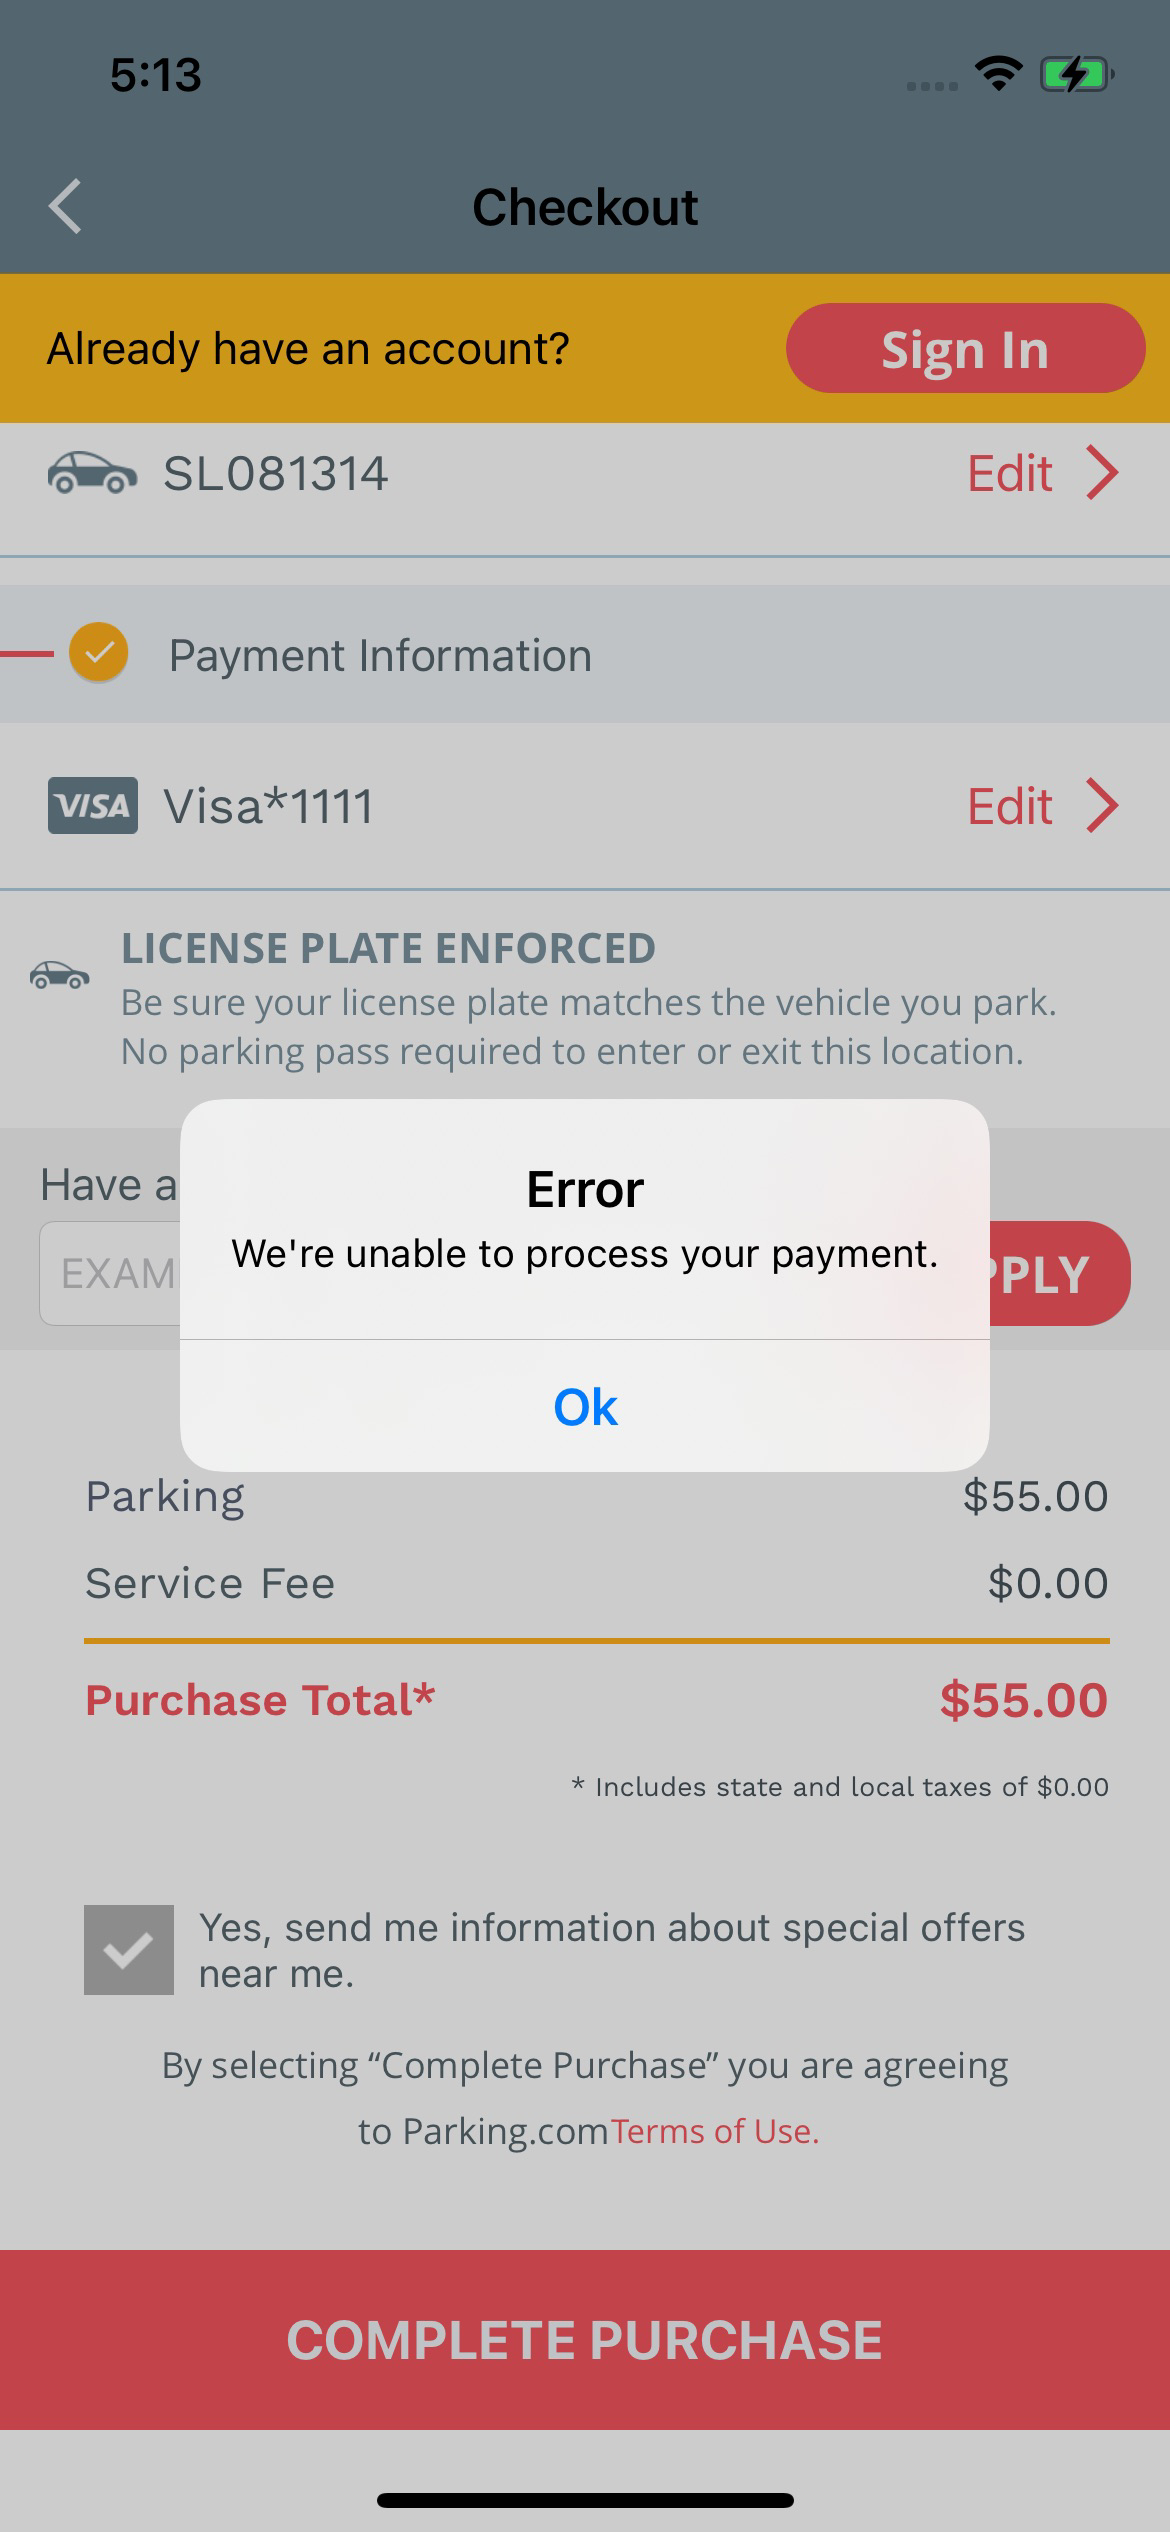 5:13
Checkout
Already have an account?
Sign In
SL081314
Edit
Payment Information
VISA
Visa*1111
Edit
LICENSE PLATE ENFORCED
Be sure your license plate matches the vehicle you park.
No parking pass required to enter or exit this location.
Have a
EXAM
PPLY
Error
We're unable to process your payment.
Ok
Parking
$55.00
Service Fee
$0.00
Purchase Total*
$55.00
* Includes state and local taxes of $0.00
Yes, send me information about special offers
near me.
By selecting “Complete Purchase” you are agreeing
to Parking.comTerms of Use.
COMPLETE PURCHASE